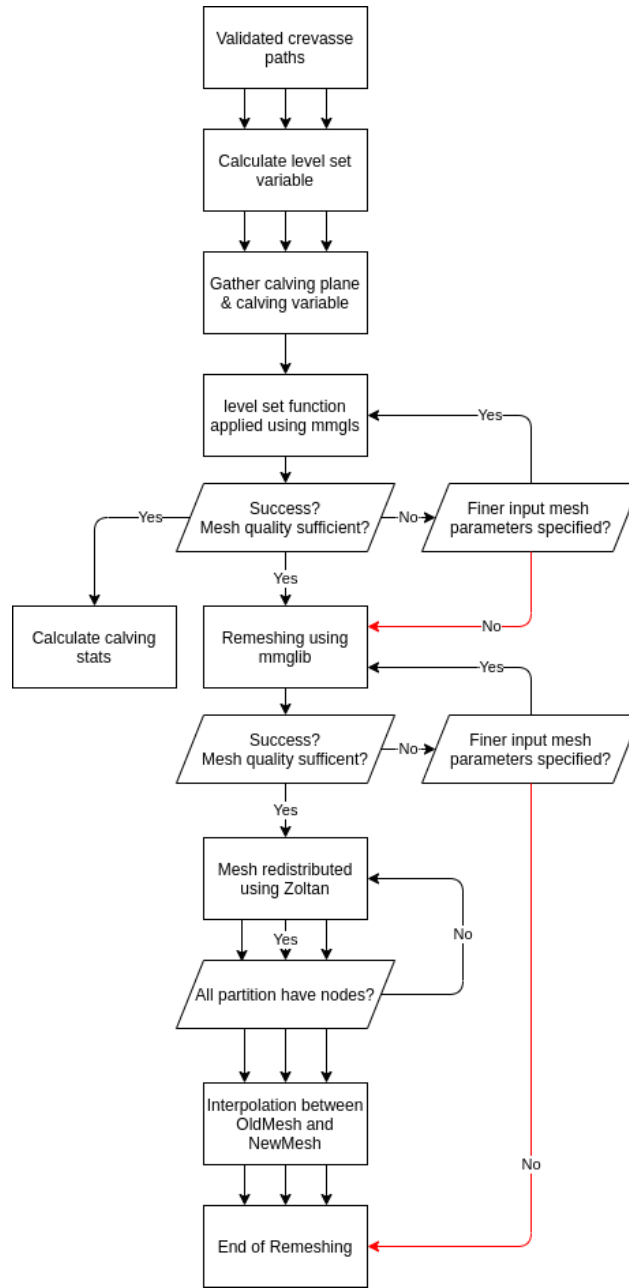 Validated crevasse
paths
Calculate level set
variable
Gather calving plane
& calving variable
level set function
applied using mmgls
Yes
Success?
Mesh quality sufficient?
Yes
No
Finer input mesh
parameters specified?
Yes
Calculate calving
stats
Remeshing using
mmglib
No
Yes
Success?
Mesh quality sufficent?
No
Finer input mesh
parameters specified?
Yes
Mesh redistributed
using Zoltan
Yes
No
All partition have nodes?
Interpolation between
OldMesh and
NewMesh
No
End of Remeshing